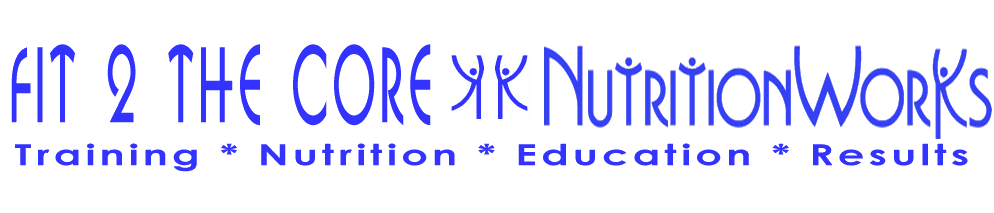 FIT 2 THE CORE NUTRITIONWORKS
Training * Nutrition * Education * Results